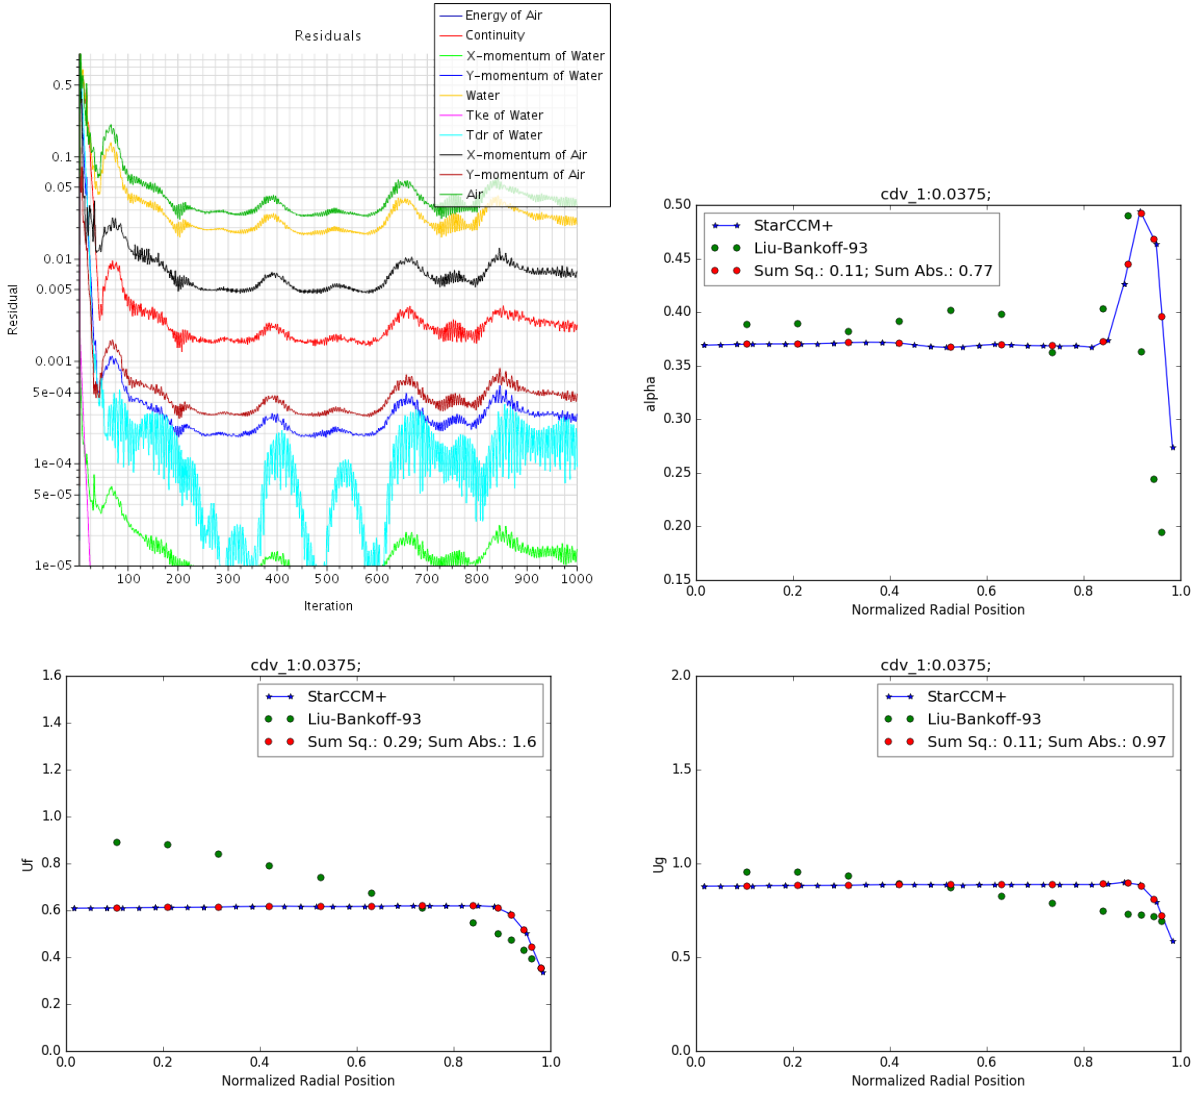 Residuals
Energy of Air
Continuity
X-momentum of Water
Y-momentum of Water
Water
Tke of Water
Tdr of Water
X-momentum of Air
Y-momentum of Air
Air
0.5
0.1
0.05
0.01
0.005
0.001
5e-04
1e-04
5e-05
1e-05
Residual
100 200 300 400 500 600 700 800 900 1000
Iteration
cdv_1:0.0375;
StarCCM+
Liu-Bankoff-93
Sum Sq.: 0.11; Sum Abs.: 0.77
0.50
0.45
0.40
0.35
0.30
0.25
0.20
0.15
alpha
0.0 0.2 0.4 0.6 0.8 1.0
Normalized Radial Position
cdv_1:0.0375;
StarCCM+
Liu-Bankoff-93
Sum Sq.: 0.29; Sum Abs.: 1.6
1.6
1.4
1.2
1.0
0.8
0.6
0.4
0.2
0.0
Uf
0.0 0.2 0.4 0.6 0.8 1.0
Normalized Radial Position
cdv_1:0.0375;
StarCCM+
Liu-Bankoff-93
Sum Sq.: 0.11; Sum Abs.: 0.97
2.0
1.5
1.0
0.5
0.0
Ug
0.0 0.2 0.4 0.6 0.8 1.0
Normalized Radial Position